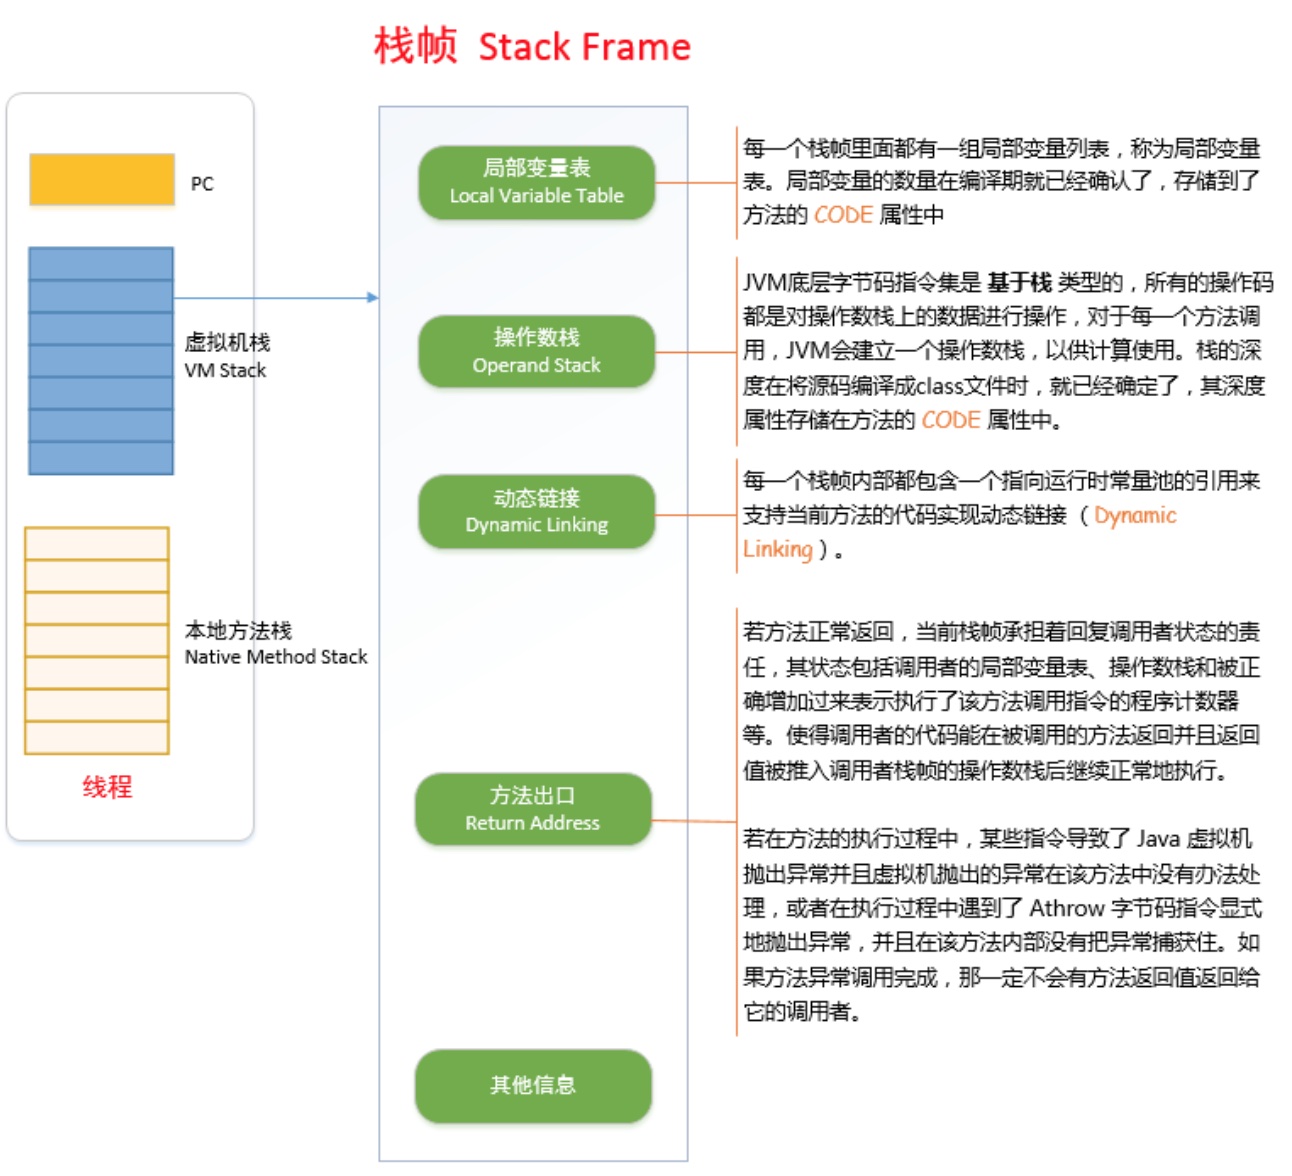 栈帧 Stack Frame
PC
虚拟机栈
VM Stack
本地方法栈
Native Method Stack
线程
局部变量表
Local Variable Table
每一个栈帧里面都有一组局部变量列表，称为局部变量
表。局部变量的数量在编译期就已经确认了，存储到了
方法的 CODE 属性中
操作数栈
Operand Stack
JVM底层字节码指令集是 基于栈 类型的，所有的操作码
都是对操作数栈上的数据进行操作，对于每一个方法调
用，JVM会建立一个操作数栈，以供计算使用。栈的深
度在将源码编译成class文件时，就已经确定了，其深度
属性存储在方法的 CODE 属性中。
动态链接
Dynamic Linking
每一个栈帧内部都包含一个指向运行时常量池的引用来
支持当前方法的代码实现动态链接 （Dynamic
Linking）。
方法出口
Return Address
若方法正常返回，当前栈帧承担着回复调用者状态的责
任，其状态包括调用者的局部变量表、操作数栈和被正
确增加过来表示执行了该方法调用指令的程序计数器
等。使得调用者的代码能在被调用的方法返回并且返回
值被推入调用者栈帧的操作数栈后继续正常地执行。
若在方法的执行过程中，某些指令导致了 Java 虚拟机
抛出异常并且虚拟机抛出的异常在该方法中没有办法处
理，或者在执行过程中遇到了 Athrow 字节码指令显式
地抛出异常，并且在该方法内部没有把异常捕获住。如
果方法异常调用完成，那一定不会有方法返回值返回给
它的调用者。
其他信息